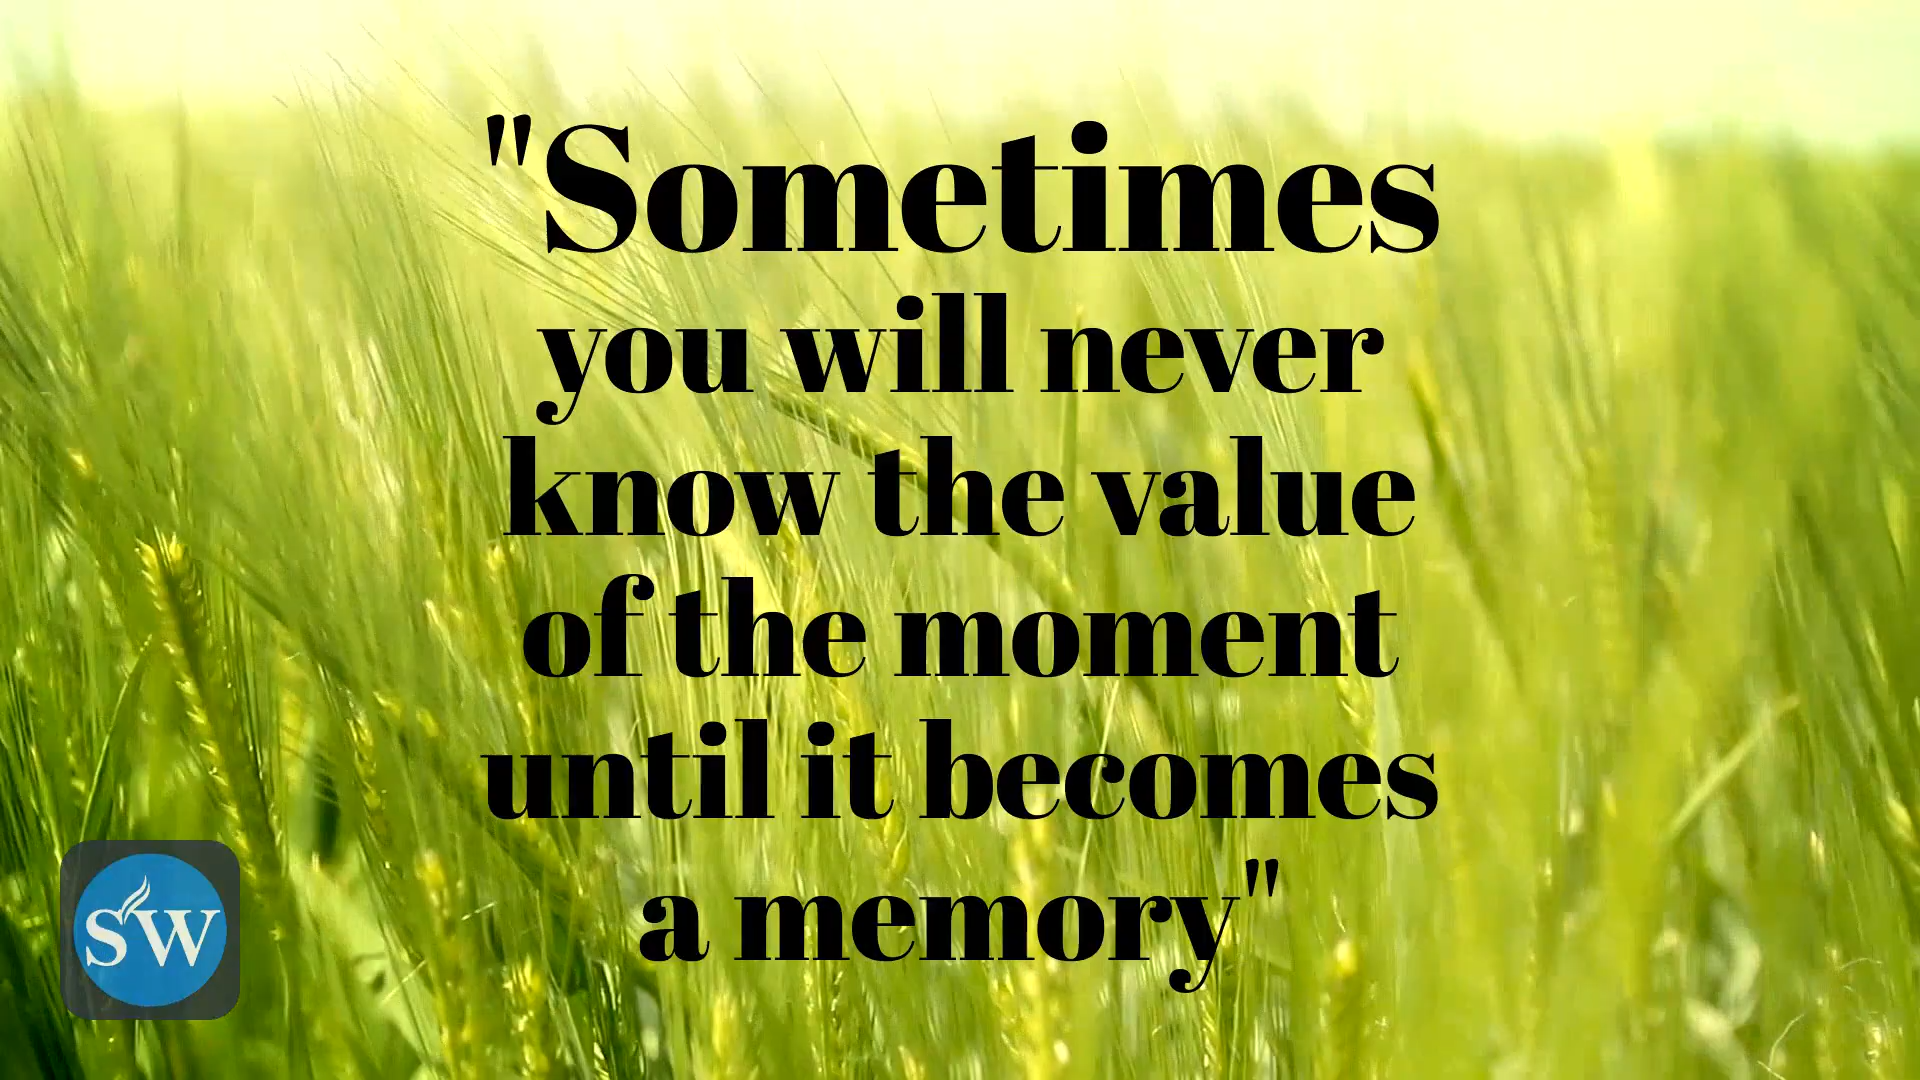 "Sometimes
you will never
know the value
of the moment
until it becomes
a memory"
SW